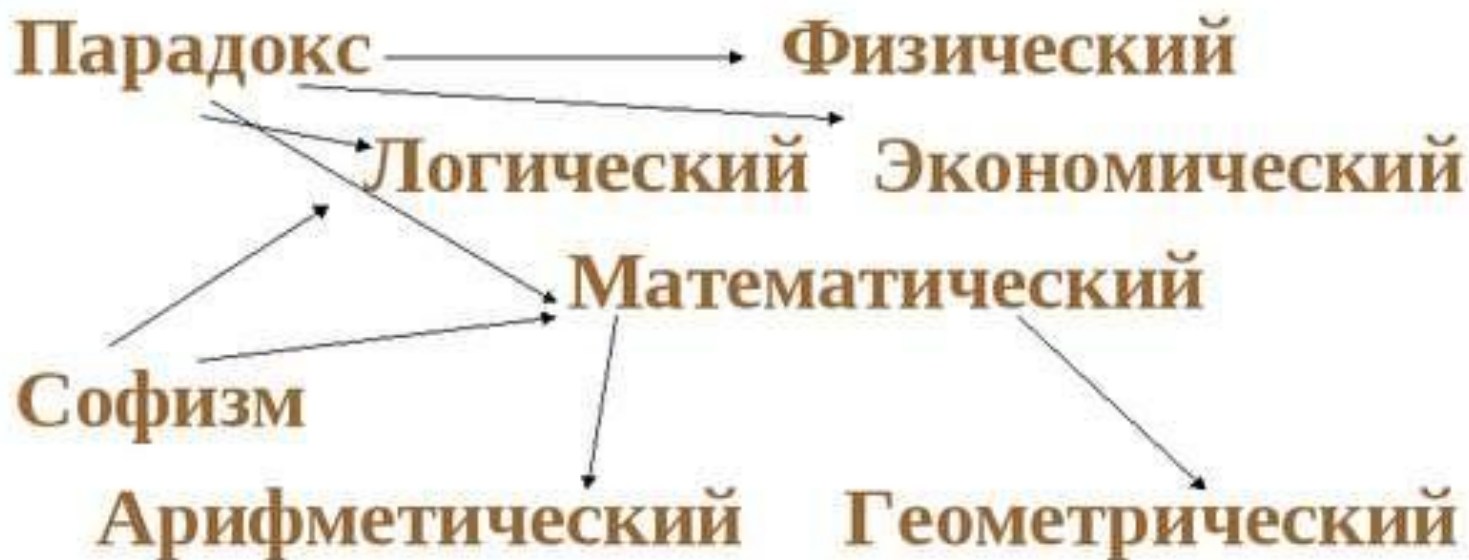 Парадокс Физический
Логический Экономический
Математический
Софизм
Арифметический Геометрический